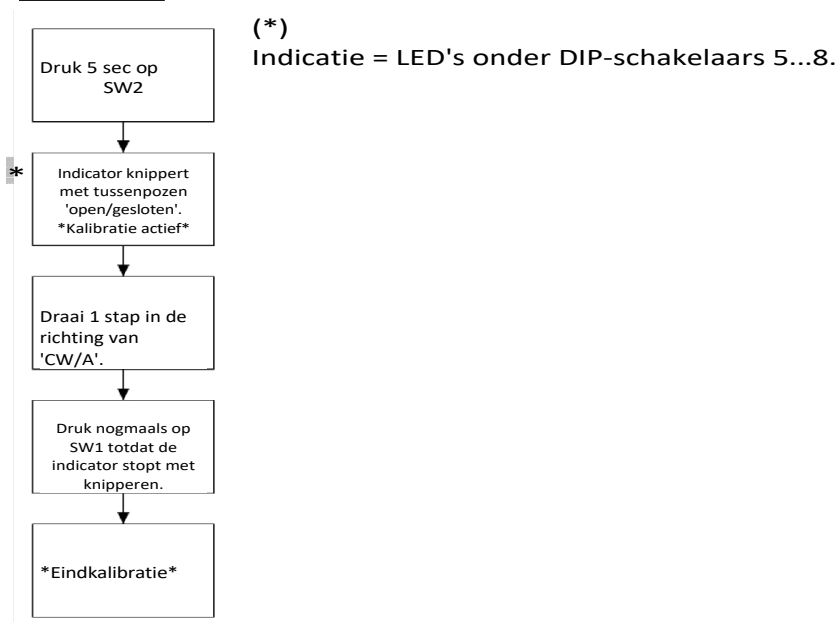 (*)
Indicatie = LED's onder DIP-schakelaars 5...8.
Druk 5 sec op
SW2
*
Indicator knippert
met tussenpozen
'open/gesloten'.
*Kalibratie actief*
Draai 1 stap in de
richting van
'CW/A'.
Druk nogmaals op
SW1 totdat de
indicator stopt met
knipperen.
*Eindkalibratie*